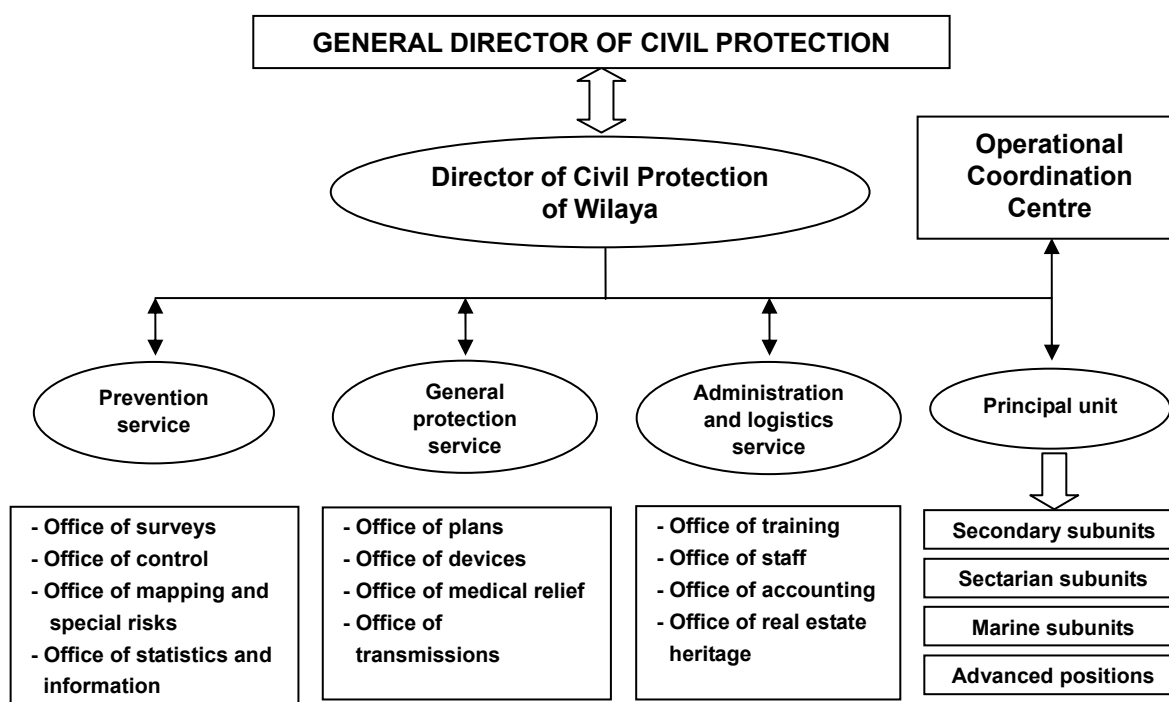 GENERAL DIRECTOR OF CIVIL PROTECTION
Director of Civil Protection
of Wilaya
Operational
Coordination
Centre
Prevention
service
General
protection
service
Administration
and logistics
service
Principal unit
- Office of surveys
- Office of control
- Office of mapping and
special risks
- Office of statistics and
information
- Office of plans
- Office of devices
- Office of medical relief
- Office of
transmissions
- Office of training
- Office of staff
- Office of accounting
- Office of real estate
heritage
Secondary subunits
Sectarian subunits
Marine subunits
Advanced positions